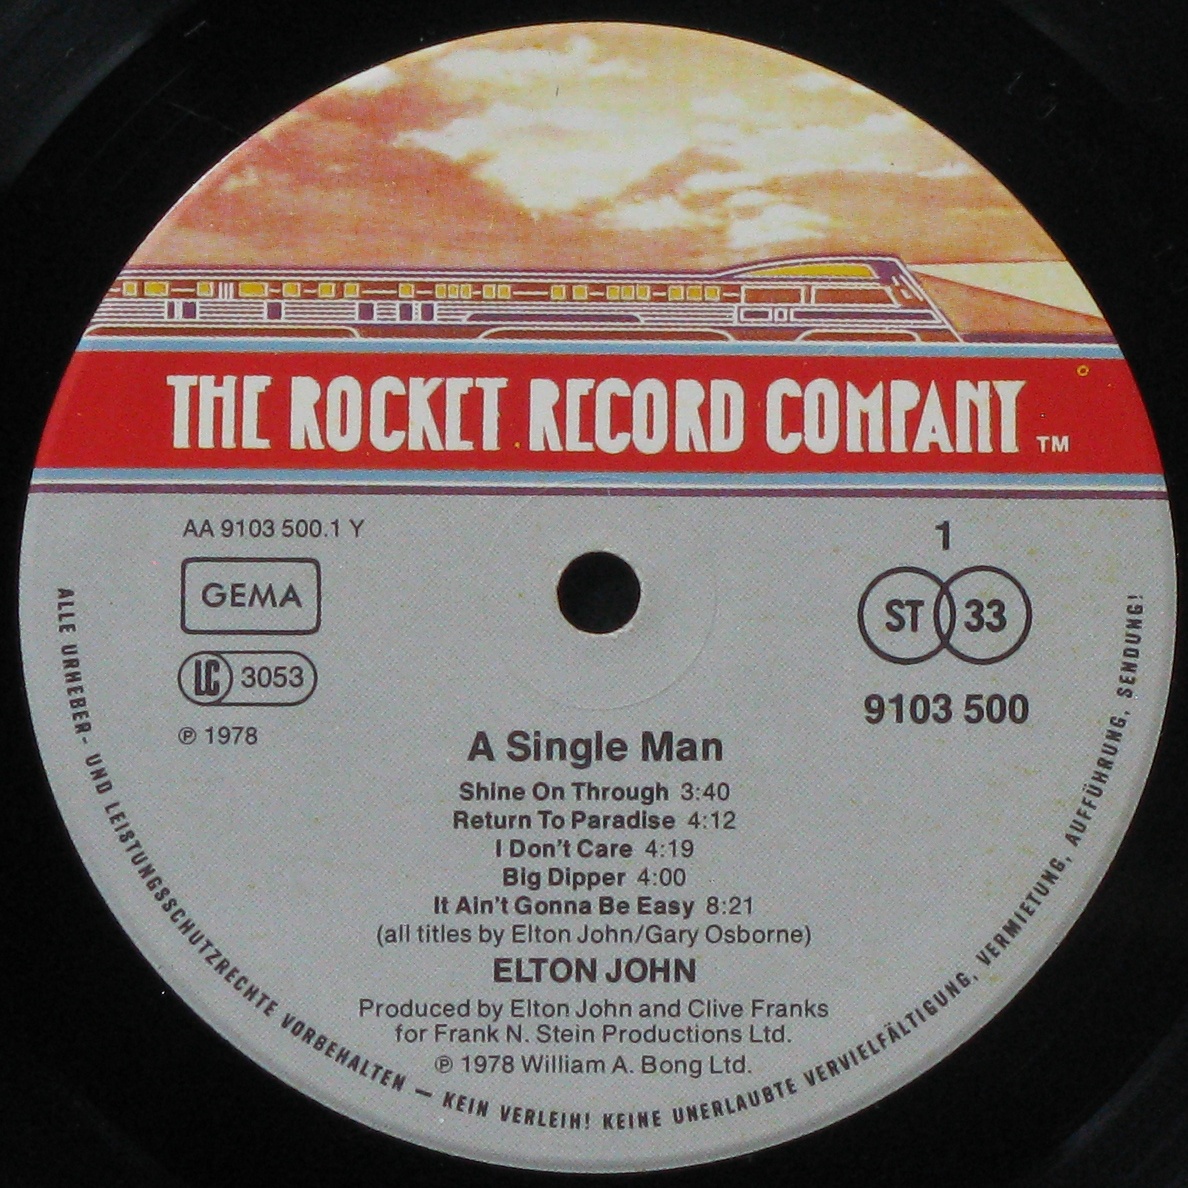 THE ROCKET RECORD COMPANY ™
AA 9103 500.1 Y
1
GEMA
ST 33
LC 3053
9103 500
℗ 1978
A Single Man
Shine On Through 3:40
Return To Paradise 4:12
I Don't Care 4:19
Big Dipper 4:00
It Ain't Gonna Be Easy 8:21
(all titles by Elton John/Gary Osborne)
ELTON JOHN
Produced by Elton John and Clive Franks
for Frank N. Stein Productions Ltd.
℗ 1978 William A. Bong Ltd.
ALLE URHEBER- UND LEISTUNGSSCHUTZRECHTE VORBEHALTEN — KEIN VERLEIH! KEINE UNERLAUBTE VERVIELFÄLTIGUNG, VERMIETUNG, AUFFÜHRUNG, SENDUNG!